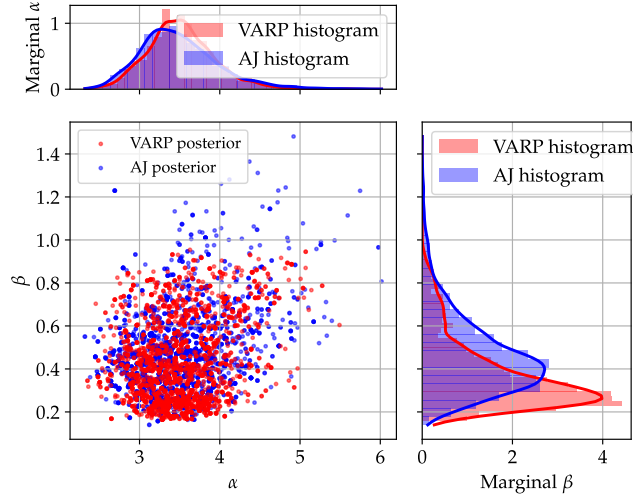 Marginal α
1
0
VARP histogram
AJ histogram
β
1.4
1.2
1.0
0.8
0.6
0.4
0.2
VARP posterior
AJ posterior
3
4
5
6
α
VARP histogram
AJ histogram
0
2
4
Marginal β